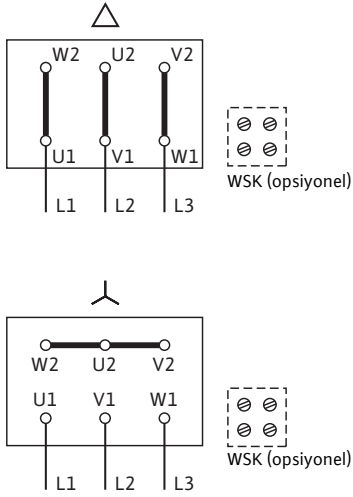 W2 U2 V2
U1 V1 W1
WSK (opsiyonel)
L1 L2 L3
W2 U2 V2
U1 V1 W1
WSK (opsiyonel)
L1 L2 L3